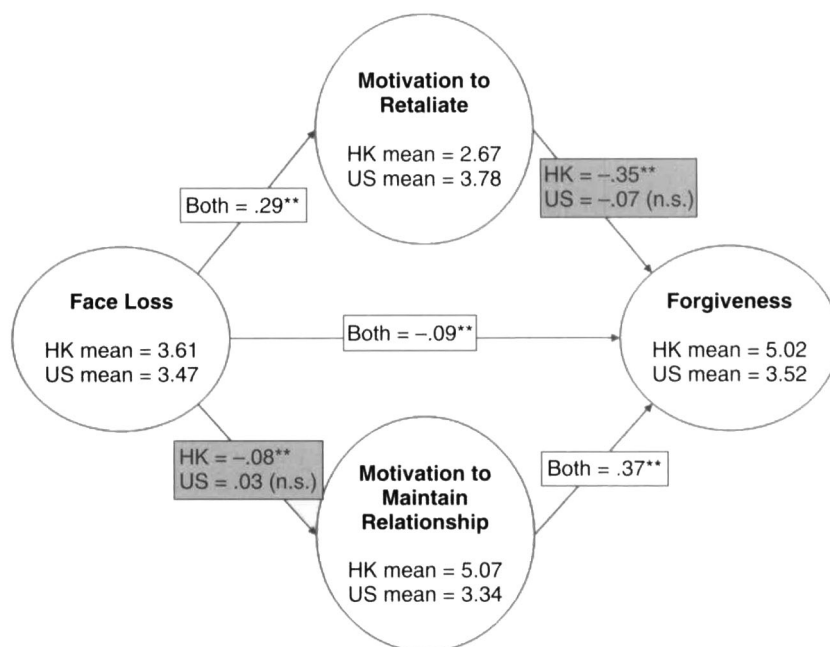 Motivation to
Retaliate
HK mean = 2.67
US mean = 3.78
HK = –.35**
US = –.07 (n.s.)
Both = .29**
Face Loss
HK mean = 3.61
US mean = 3.47
Both = –.09**
Forgiveness
HK mean = 5.02
US mean = 3.52
HK = –.08**
US = .03 (n.s.)
Motivation to
Maintain
Relationship
HK mean = 5.07
US mean = 3.34
Both = .37**